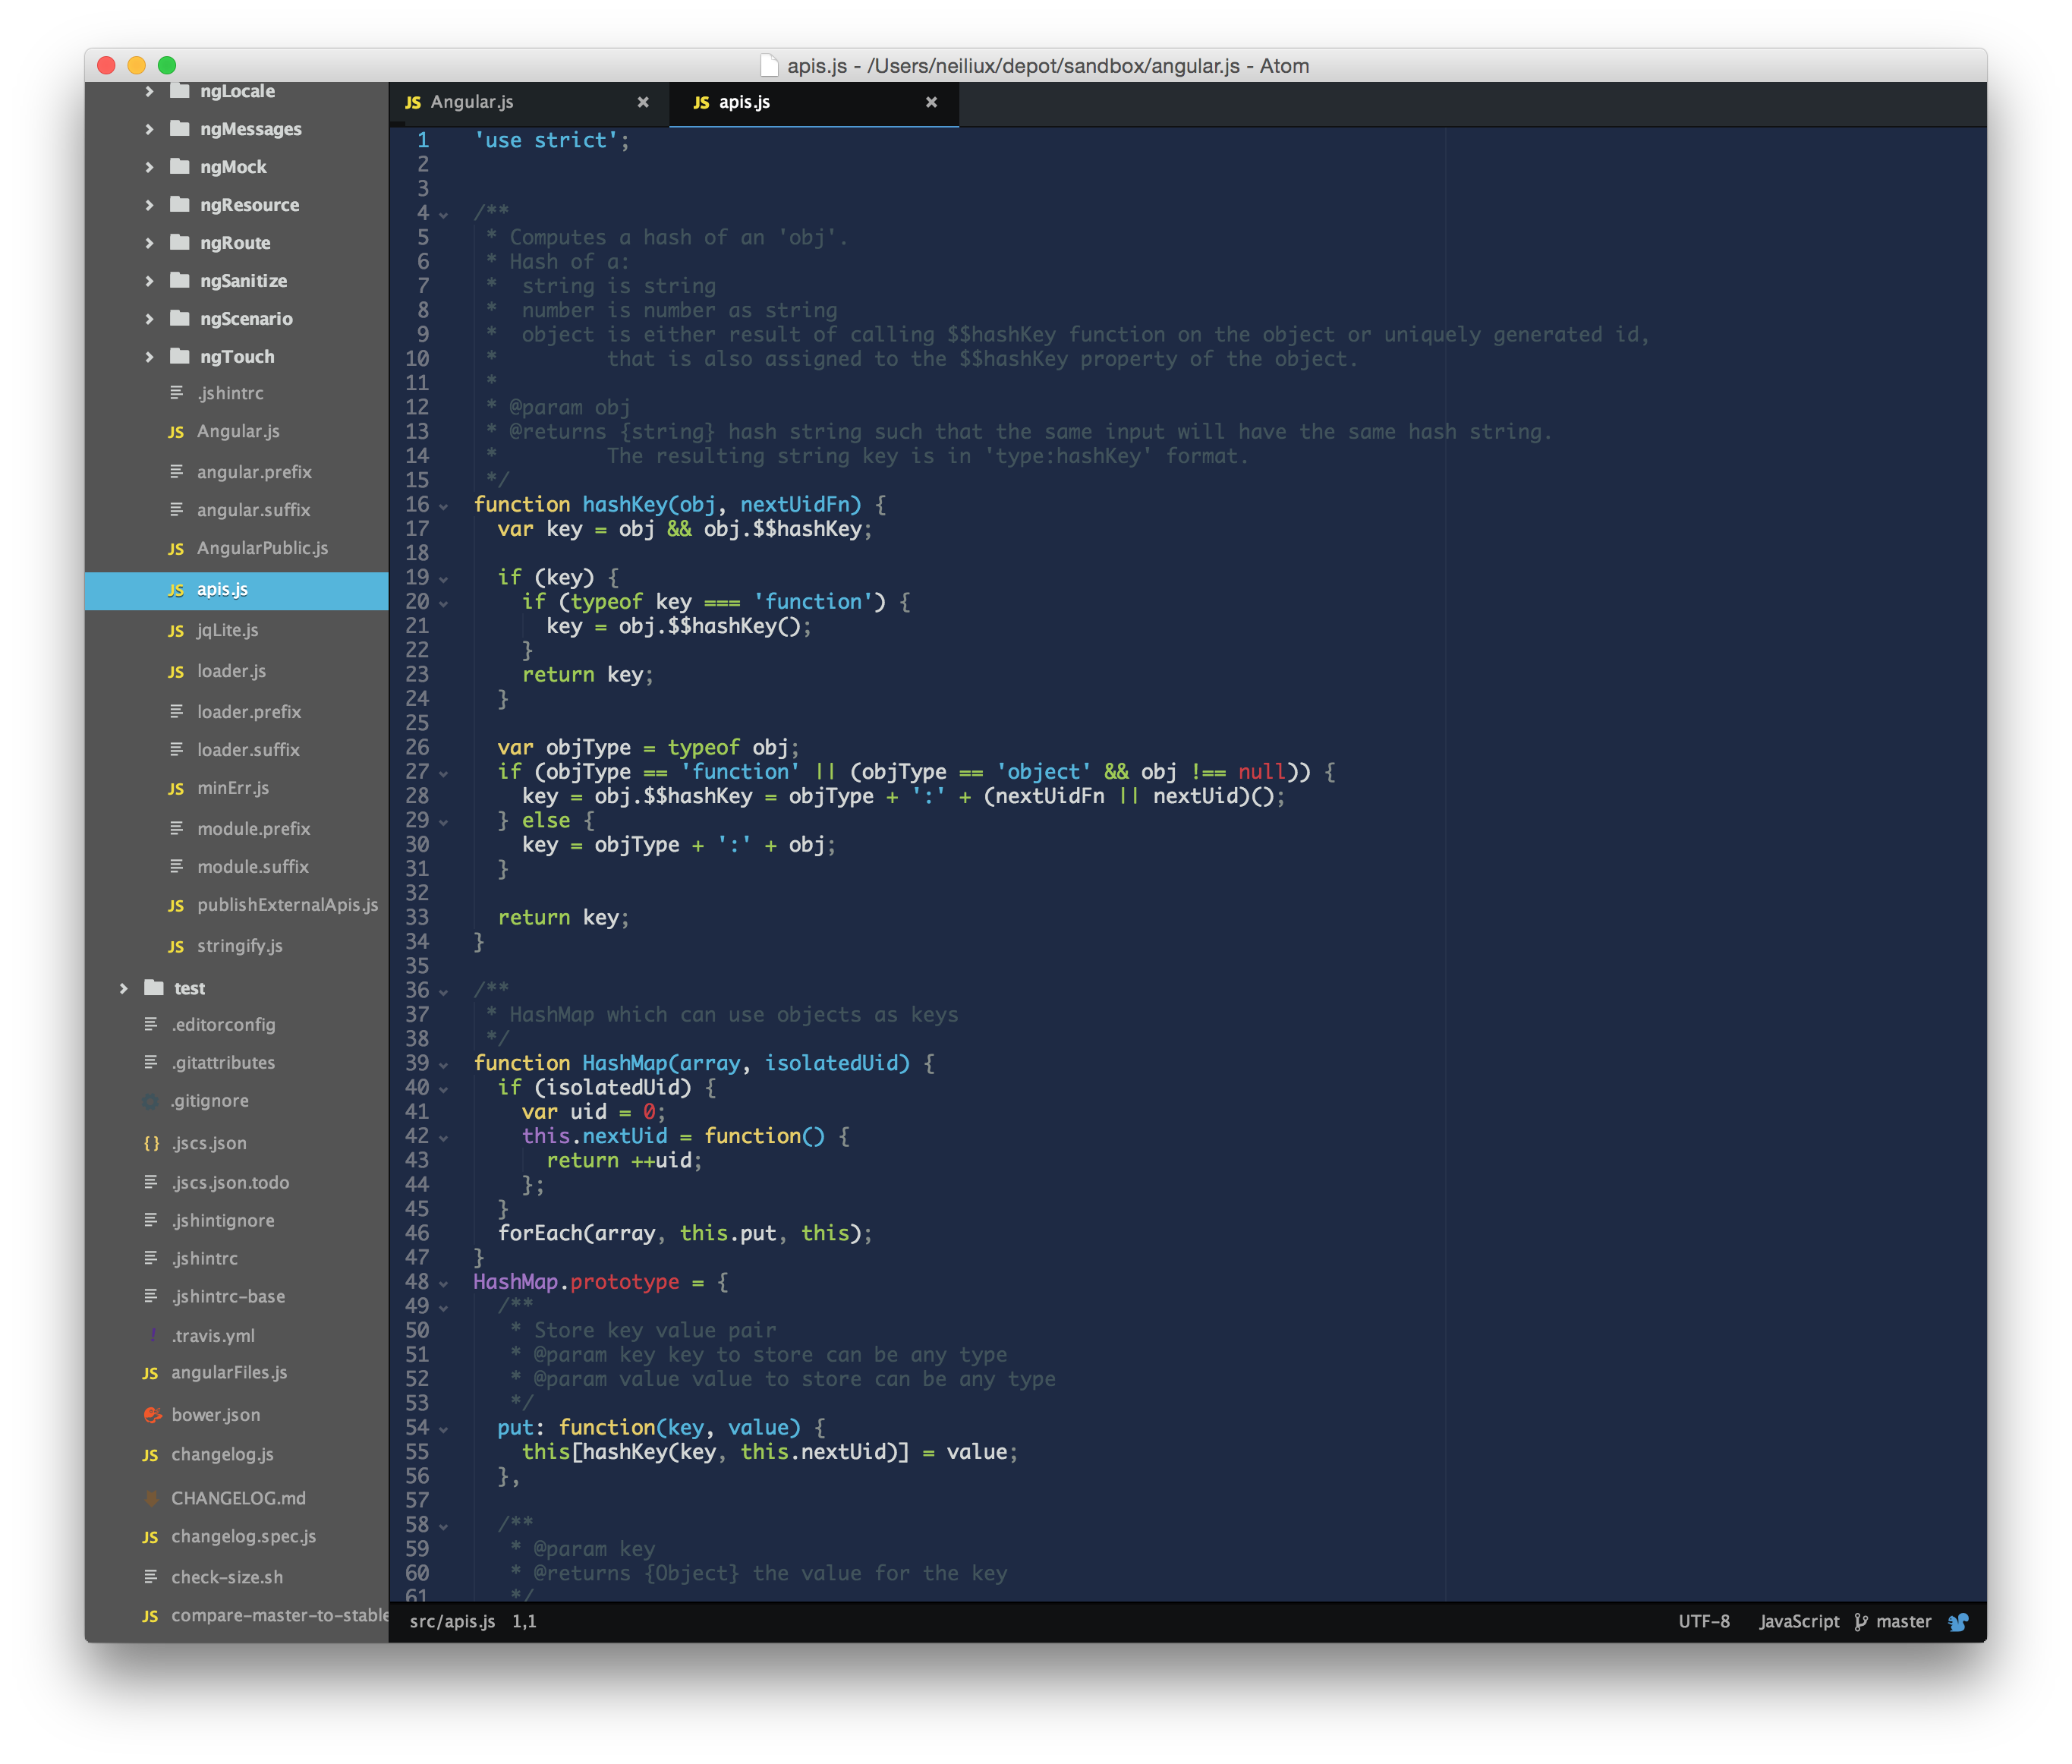 apis.js - /Users/neiliux/depot/sandbox/angular.js - Atom
ngLocale
ngMessages
ngMock
ngResource
ngRoute
ngSanitize
ngScenario
ngTouch
.jshintrc
JS Angular.js
angular.prefix
angular.suffix
JS AngularPublic.js
JS apis.js
JS jqLite.js
JS loader.js
loader.prefix
loader.suffix
JS minErr.js
module.prefix
module.suffix
JS publishExternalApis.js
JS stringify.js
test
.editorconfig
.gitattributes
.gitignore
{} .jscs.json
.jscs.json.todo
.jshintignore
.jshintrc
.jshintrc-base
! .travis.yml
JS angularFiles.js
bower.json
JS changelog.js
CHANGELOG.md
JS changelog.spec.js
check-size.sh
JS compare-master-to-stable
JS Angular.js ×
JS apis.js ×
1 'use strict';
2
3
4 /**
5 * Computes a hash of an 'obj'.
6 * Hash of a:
7 *  string is string
8 *  number is number as string
9 *  object is either result of calling $$hashKey function on the object or uniquely generated id,
10 *         that is also assigned to the $$hashKey property of the object.
11 *
12 * @param obj
13 * @returns {string} hash string such that the same input will have the same hash string.
14 *         The resulting string key is in 'type:hashKey' format.
15 */
16 function hashKey(obj, nextUidFn) {
17   var key = obj && obj.$$hashKey;
18
19   if (key) {
20     if (typeof key === 'function') {
21       key = obj.$$hashKey();
22     }
23     return key;
24   }
25
26   var objType = typeof obj;
27   if (objType == 'function' || (objType == 'object' && obj !== null)) {
28     key = obj.$$hashKey = objType + ':' + (nextUidFn || nextUid)();
29   } else {
30     key = objType + ':' + obj;
31   }
32
33   return key;
34 }
35
36 /**
37 * HashMap which can use objects as keys
38 */
39 function HashMap(array, isolatedUid) {
40   if (isolatedUid) {
41     var uid = 0;
42     this.nextUid = function() {
43       return ++uid;
44     };
45   }
46   forEach(array, this.put, this);
47 }
48 HashMap.prototype = {
49   /**
50    * Store key value pair
51    * @param key key to store can be any type
52    * @param value value to store can be any type
53    */
54   put: function(key, value) {
55     this[hashKey(key, this.nextUid)] = value;
56   },
57
58   /**
59    * @param key
60    * @returns {Object} the value for the key
61    */
src/apis.js 1,1
UTF-8 JavaScript master